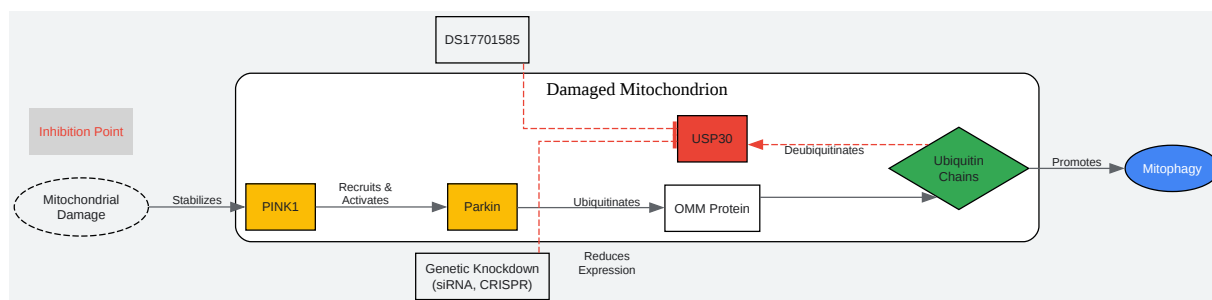 DS17701585
Damaged Mitochondrion
Inhibition Point
USP30
Deubiquitinates
Ubiquitin
Chains
Promotes
Mitophagy
Mitochondrial
Damage
Stabilizes
PINK1
Recruits &
Activates
Parkin
Ubiquitinates
OMM Protein
Genetic Knockdown
(siRNA, CRISPR)
Reduces
Expression